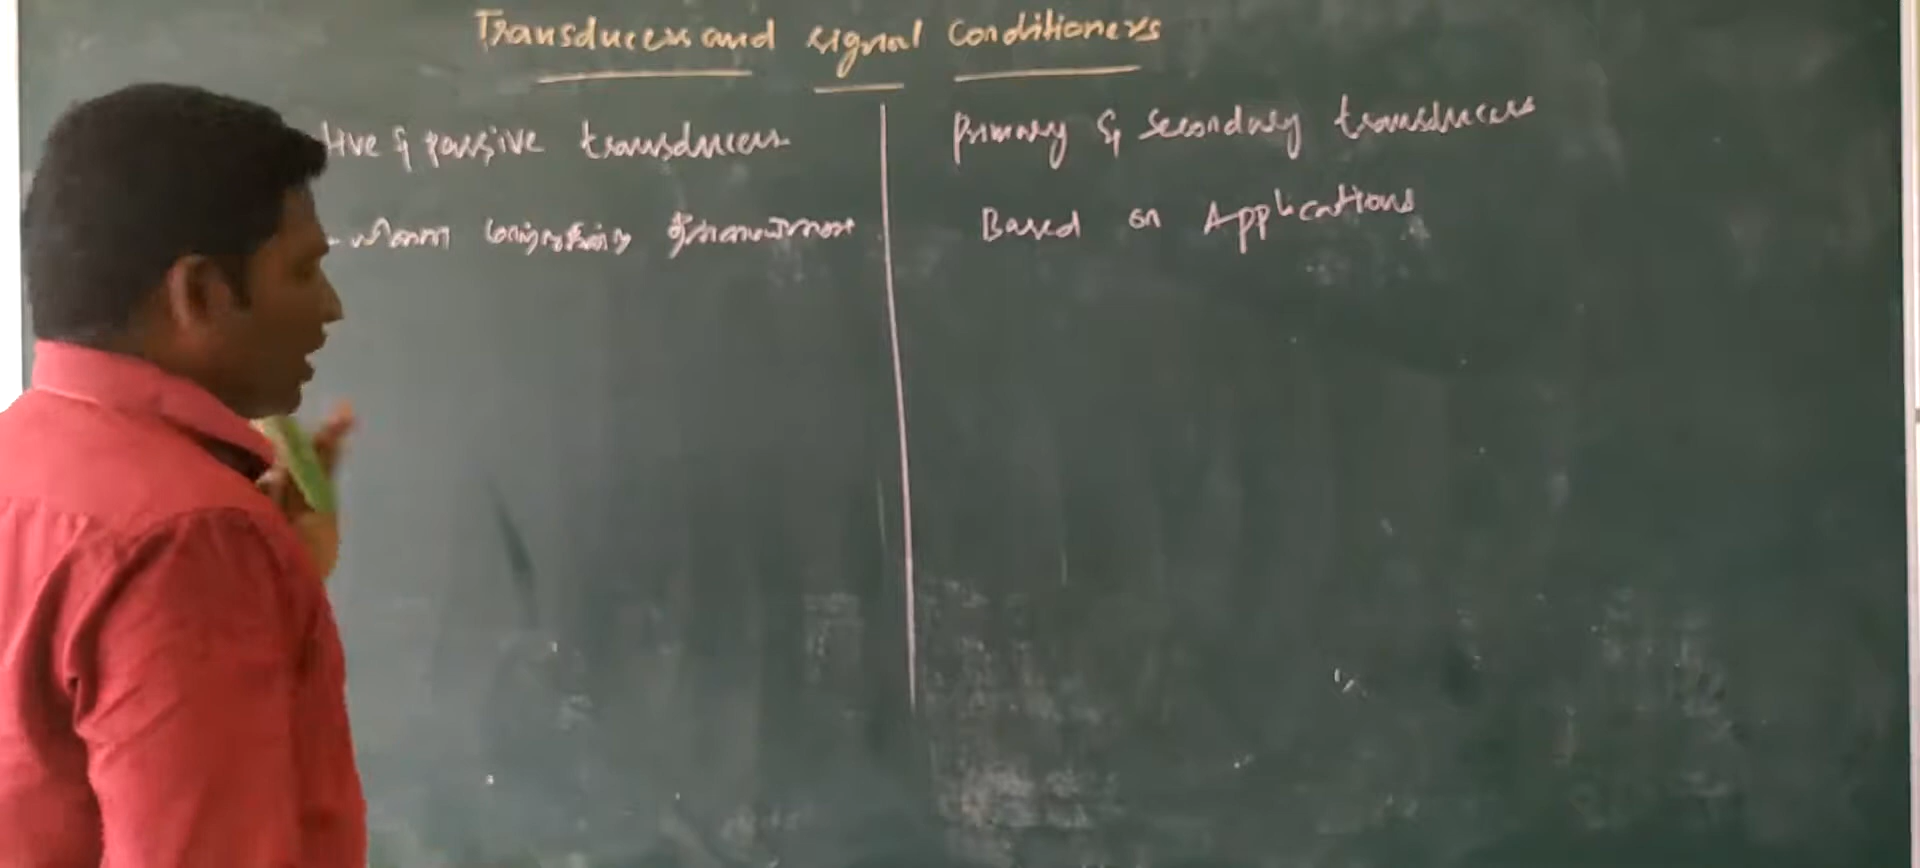 Transducers and signal Conditioners
tive & passive transducers
Primary & Secondary transducers
Based on Applications